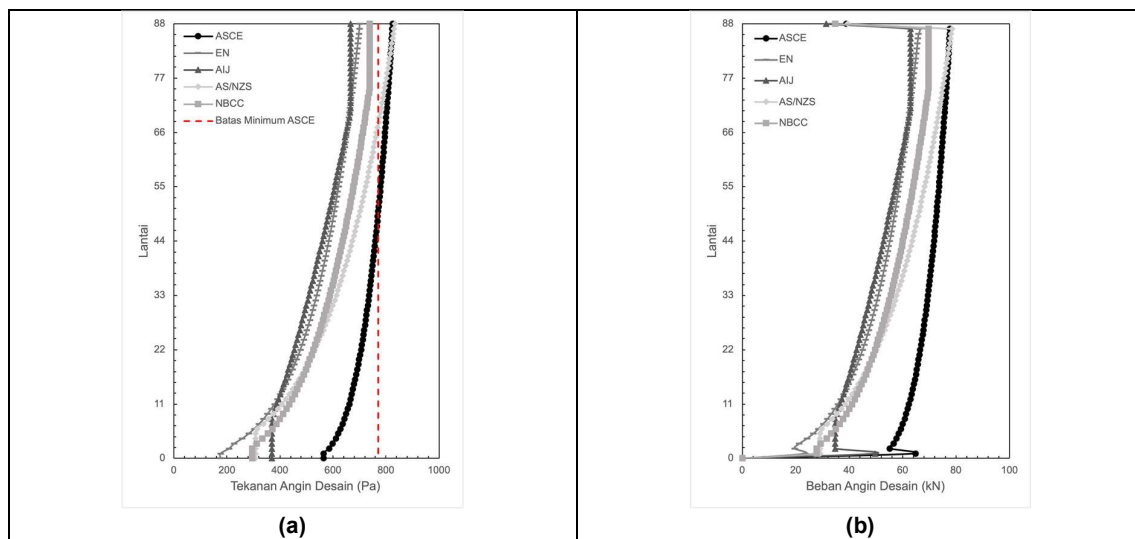 88
77
66
55
44
33
22
11
0
Lantai
ASCE
EN
AIJ
AS/NZS
NBCC
Batas Minimum ASCE
0 200 400 600 800 1000
Tekanan Angin Desain (Pa)
(a)
88
77
66
55
44
33
22
11
0
Lantai
ASCE
EN
AIJ
AS/NZS
NBCC
0 20 40 60 80 100
Beban Angin Desain (kN)
(b)